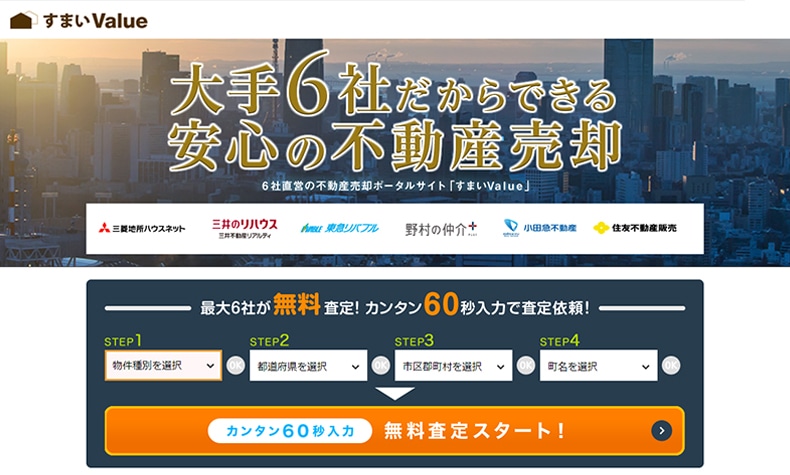 すまいValue
大手6社だからできる
安心の不動産売却
6社直営の不動産売却ポータルサイト「すまいValue」
三菱地所ハウスネット
三井のリハウス
三井不動産リアルティ
東急リバブル
野村の仲介+
小田急不動産
住友不動産販売
最大6社が無料査定!カンタン60秒入力で査定依頼!
STEP1
STEP2
STEP3
STEP4
物件種別を選択
OK
都道府県を選択
OK
市区郡町村を選択
OK
町名を選択
OK
カンタン60秒入力
無料査定スタート!